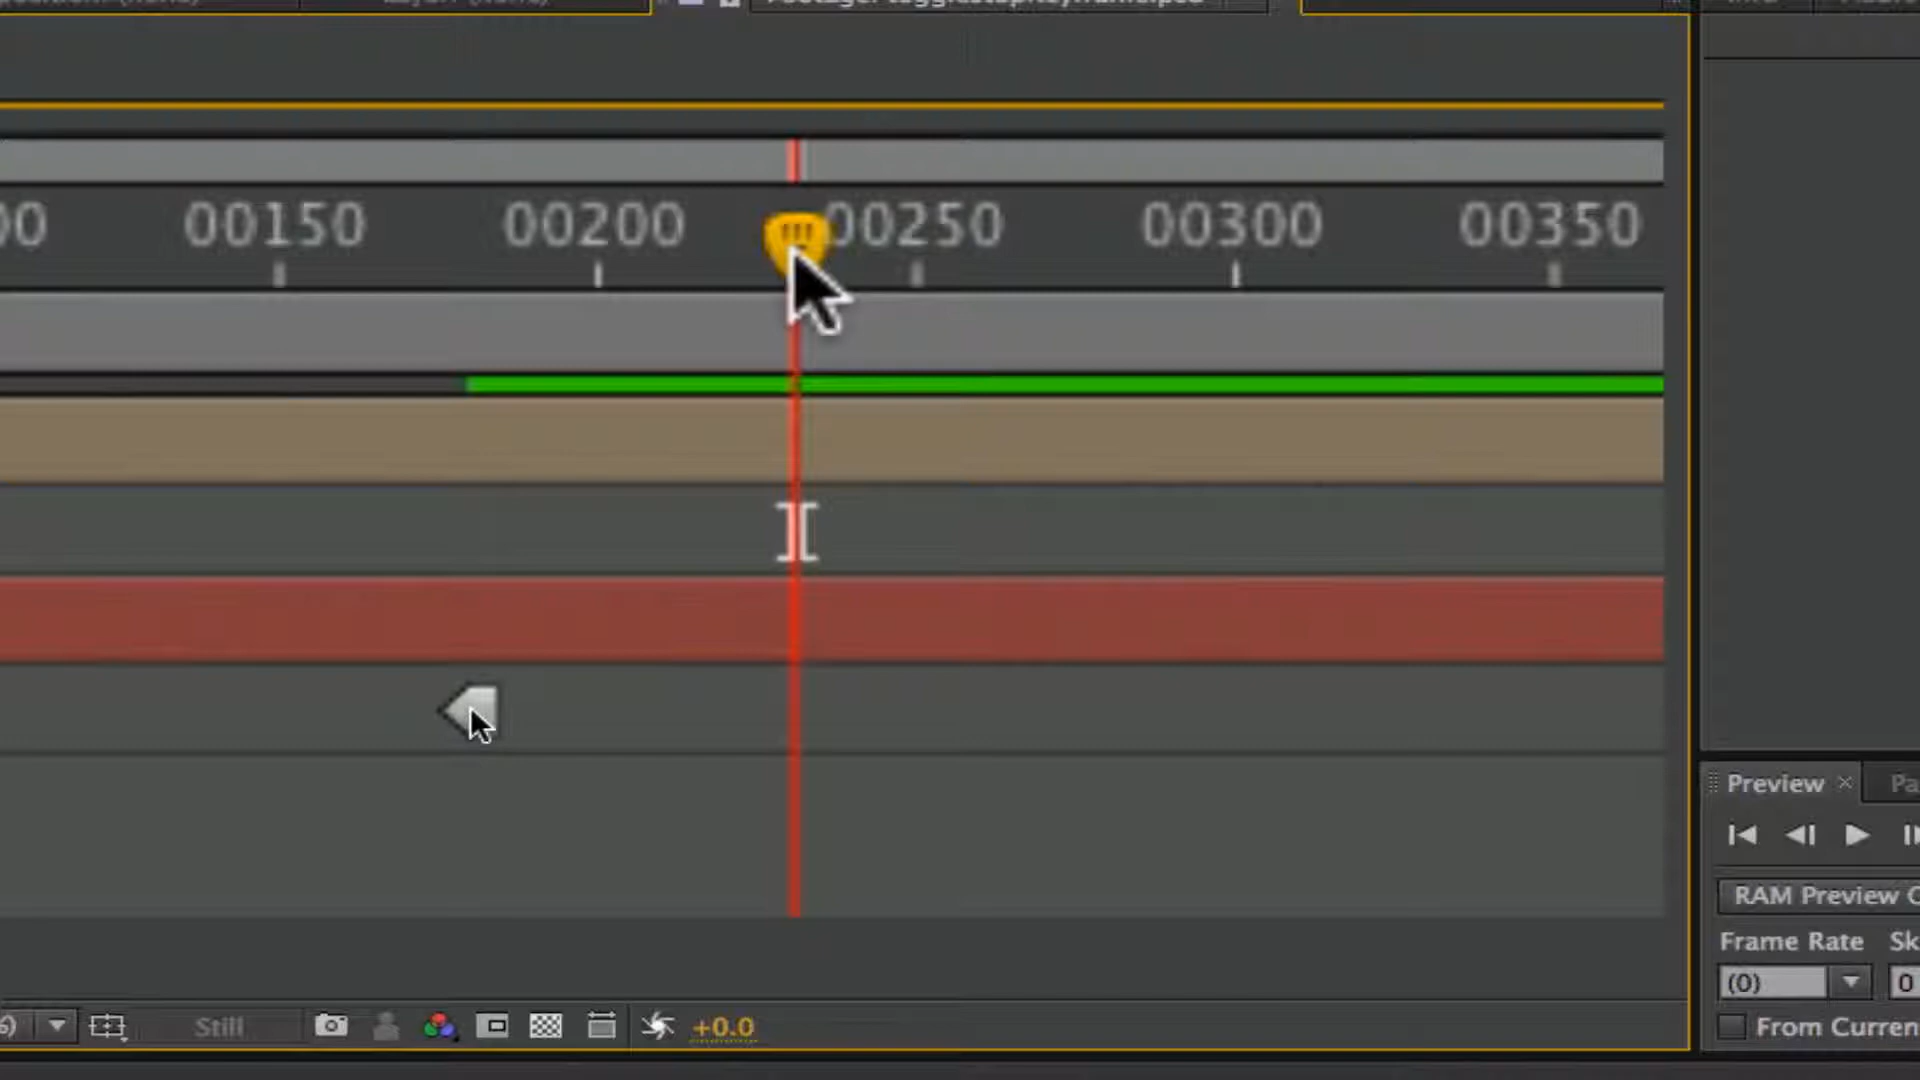 00 00150 00200 00250 00300 00350
Preview × Pa
RAM Preview O
Frame Rate Sk
(0) 0
Still +0.0 From Curren